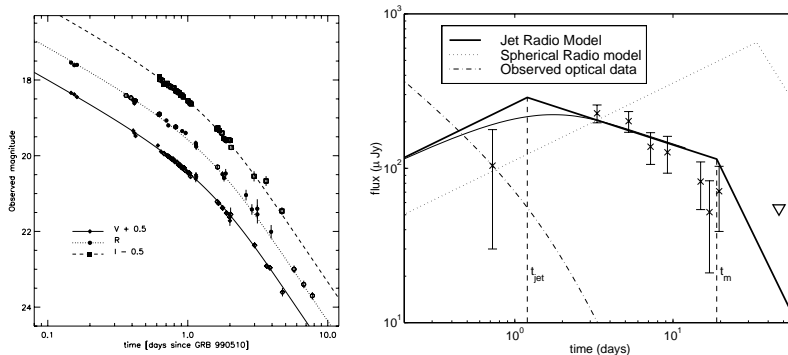 18
20
22
24
Observed magnitude
V + 0.5
R
I − 0.5
0.1
1.0
10.0
time [days since GRB 990510]
Jet Radio Model
Spherical Radio model
Observed optical data
10³
10²
10¹
flux (μ Jy)
t_jet
t_m
10⁰
10¹
time (days)